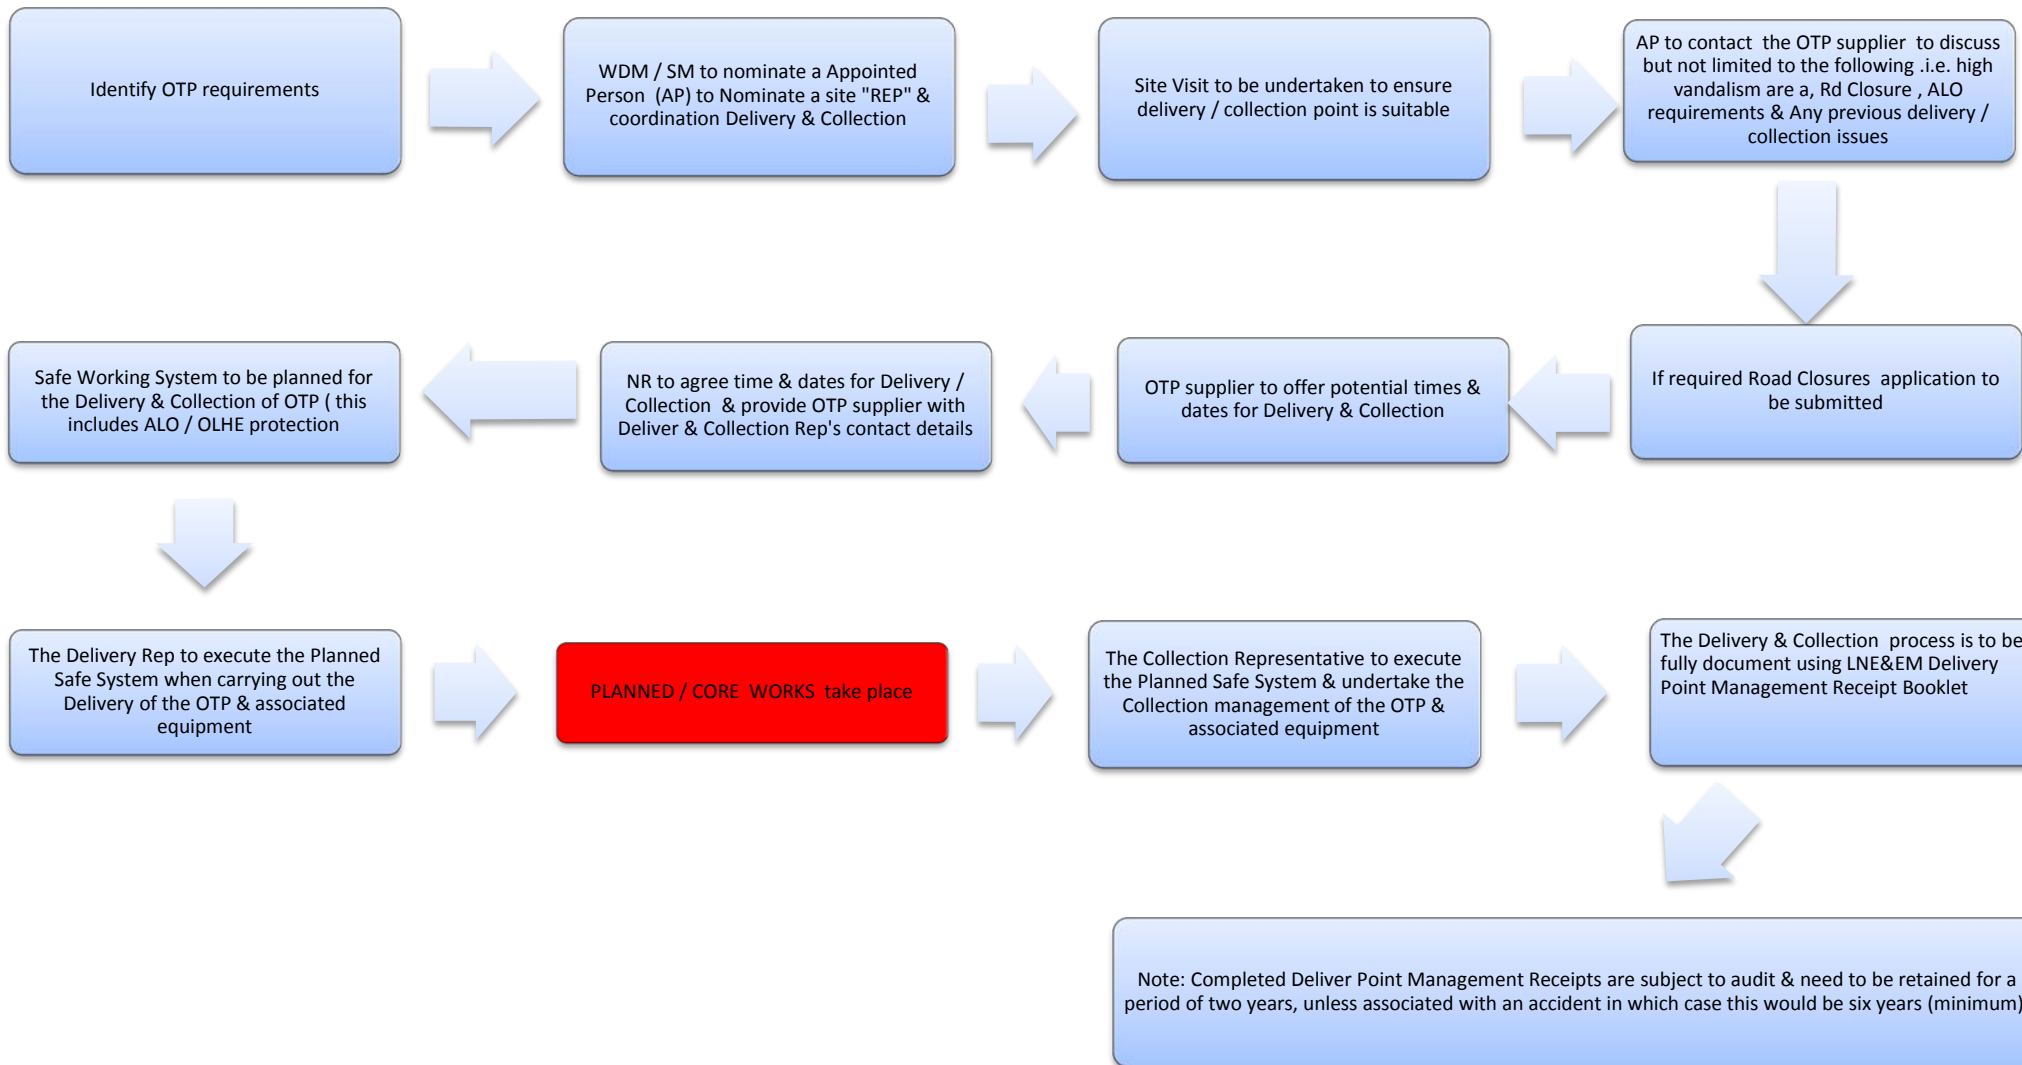 Identify OTP requirements
WDM / SM to nominate a Appointed
Person (AP) to Nominate a site "REP" &
coordination Delivery & Collection
Site Visit to be undertaken to ensure
delivery / collection point is suitable
AP to contact the OTP supplier to discuss
but not limited to the following .i.e. high
vandalism are a, Rd Closure , ALO
requirements & Any previous delivery /
collection issues
If required Road Closures application to
be submitted
OTP supplier to offer potential times &
dates for Delivery & Collection
NR to agree time & dates for Delivery /
Collection & provide OTP supplier with
Deliver & Collection Rep's contact details
Safe Working System to be planned for
the Delivery & Collection of OTP ( this
includes ALO / OLHE protection
The Delivery Rep to execute the Planned
Safe System when carrying out the
Delivery of the OTP & associated
equipment
PLANNED / CORE WORKS take place
The Collection Representative to execute
the Planned Safe System & undertake the
Collection management of the OTP &
associated equipment
The Delivery & Collection process is to be
fully document using LNE&EM Delivery
Point Management Receipt Booklet
Note: Completed Deliver Point Management Receipts are subject to audit & need to be retained for a
period of two years, unless associated with an accident in which case this would be six years (minimum)